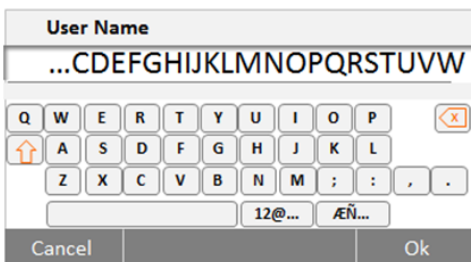 User Name
...CDEFGHIJKLMNOPQRSTUVW
Q W E R T Y U I O P X
A S D F G H J K L
Z X C V B N M ; : , .
12@... ÆÑ...
Cancel Ok